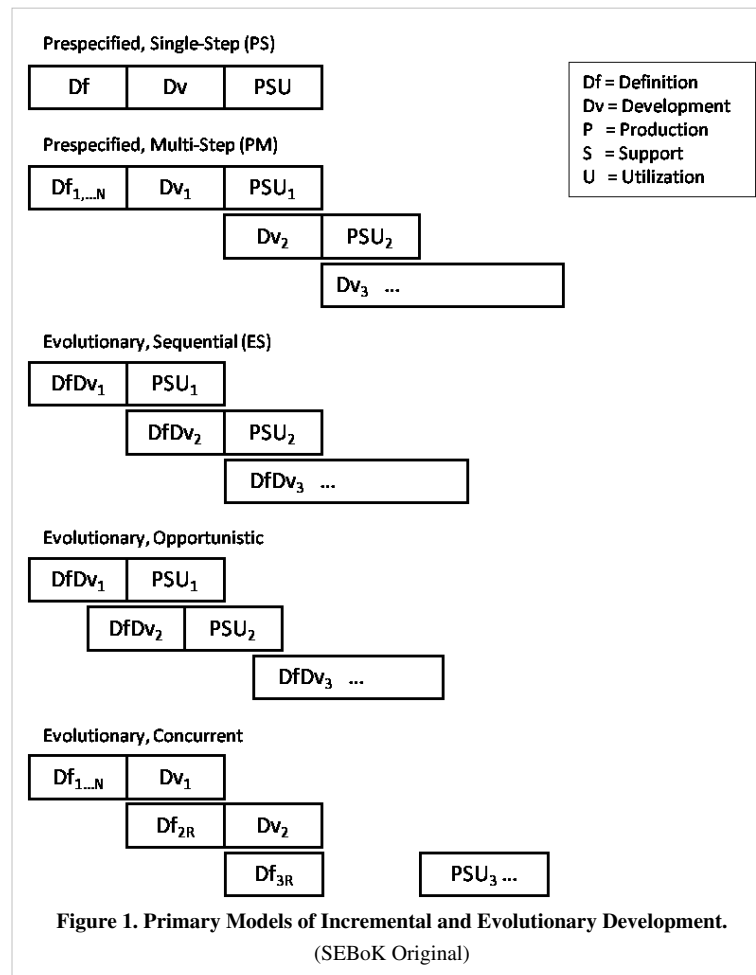 Prespecified, Single-Step (PS)
Df Dv PSU
Df = Definition
Dv = Development
P = Production
S = Support
U = Utilization
Prespecified, Multi-Step (PM)
Df1,...N Dv1 PSU1
Dv2 PSU2
Dv3 ...
Evolutionary, Sequential (ES)
DfDv1 PSU1
DfDv2 PSU2
DfDv3 ...
Evolutionary, Opportunistic
DfDv1 PSU1
DfDv2 PSU2
DfDv3 ...
Evolutionary, Concurrent
Df1...N Dv1
Df2R Dv2
Df3R PSU3 ...
Figure 1. Primary Models of Incremental and Evolutionary Development.
(SEBoK Original)